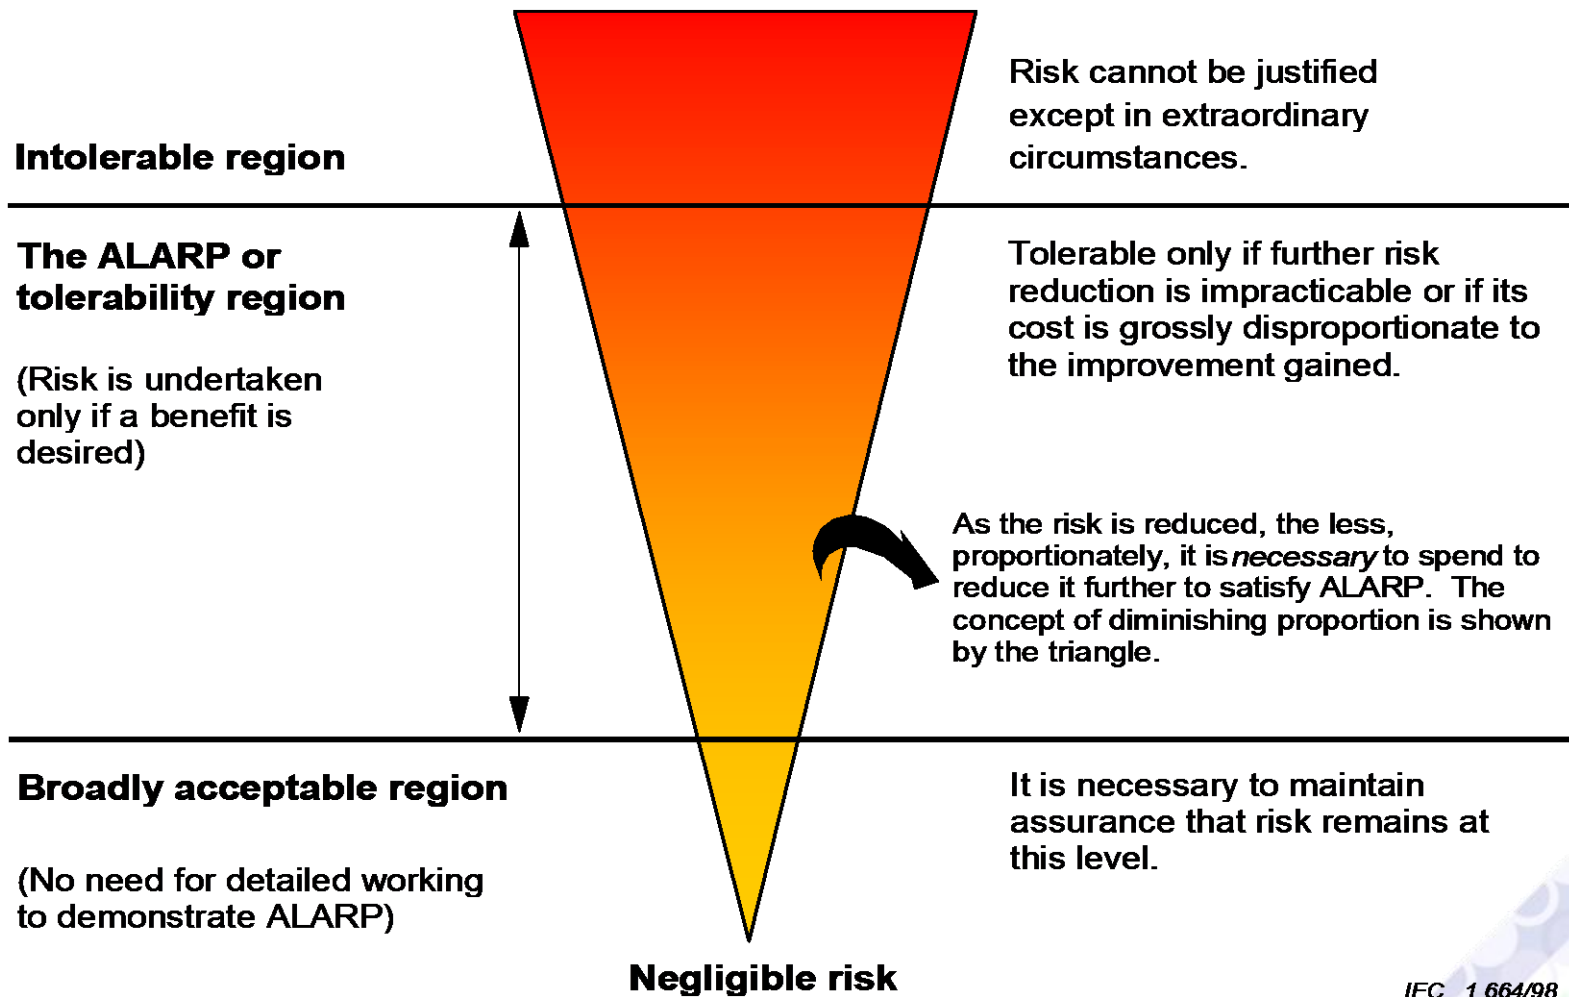 Risk cannot be justified
except in extraordinary
circumstances.
Intolerable region
The ALARP or
tolerability region
(Risk is undertaken
only if a benefit is
desired)
Tolerable only if further risk
reduction is impracticable or if its
cost is grossly disproportionate to
the improvement gained.
As the risk is reduced, the less,
proportionately, it is necessary to spend to
reduce it further to satisfy ALARP. The
concept of diminishing proportion is shown
by the triangle.
Broadly acceptable region
(No need for detailed working
to demonstrate ALARP)
It is necessary to maintain
assurance that risk remains at
this level.
Negligible risk
IEC 1 664/98